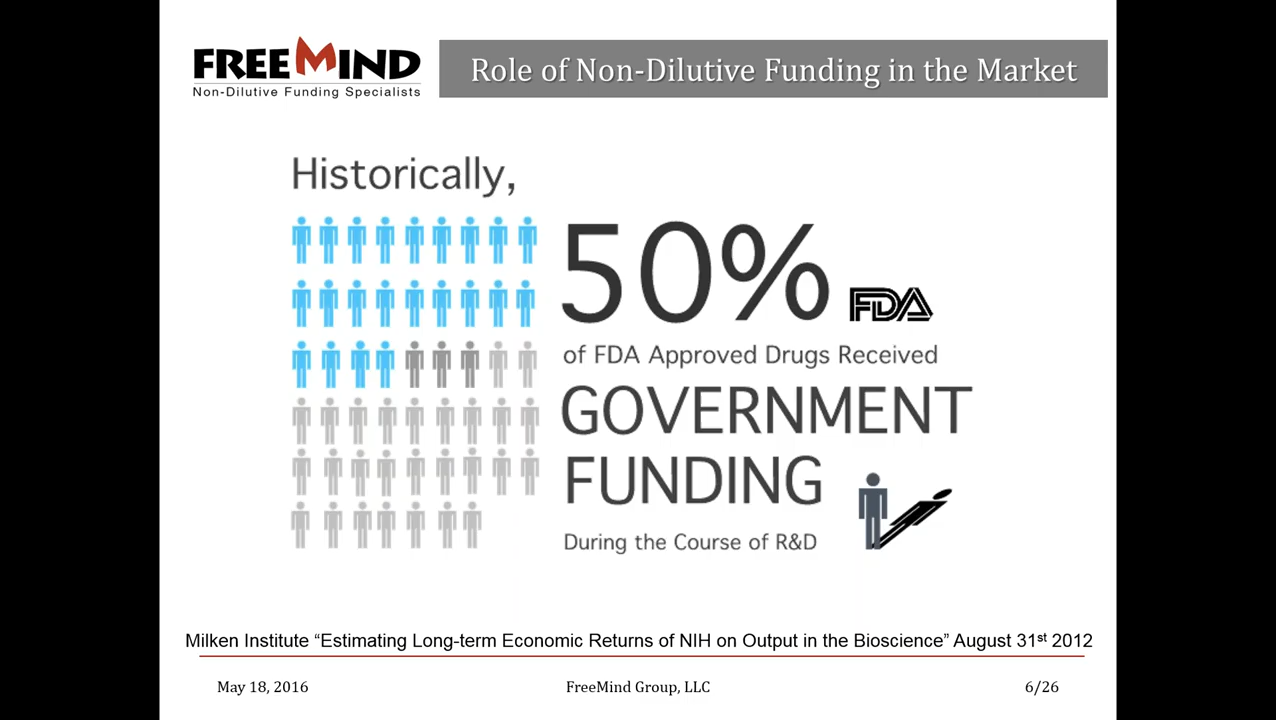 FREEMIND
Non-Dilutive Funding Specialists
Role of Non-Dilutive Funding in the Market
Historically,
50%
FDA
of FDA Approved Drugs Received
GOVERNMENT
FUNDING
During the Course of R&D
Milken Institute “Estimating Long-term Economic Returns of NIH on Output in the Bioscience” August 31st 2012
May 18, 2016
FreeMind Group, LLC
6/26